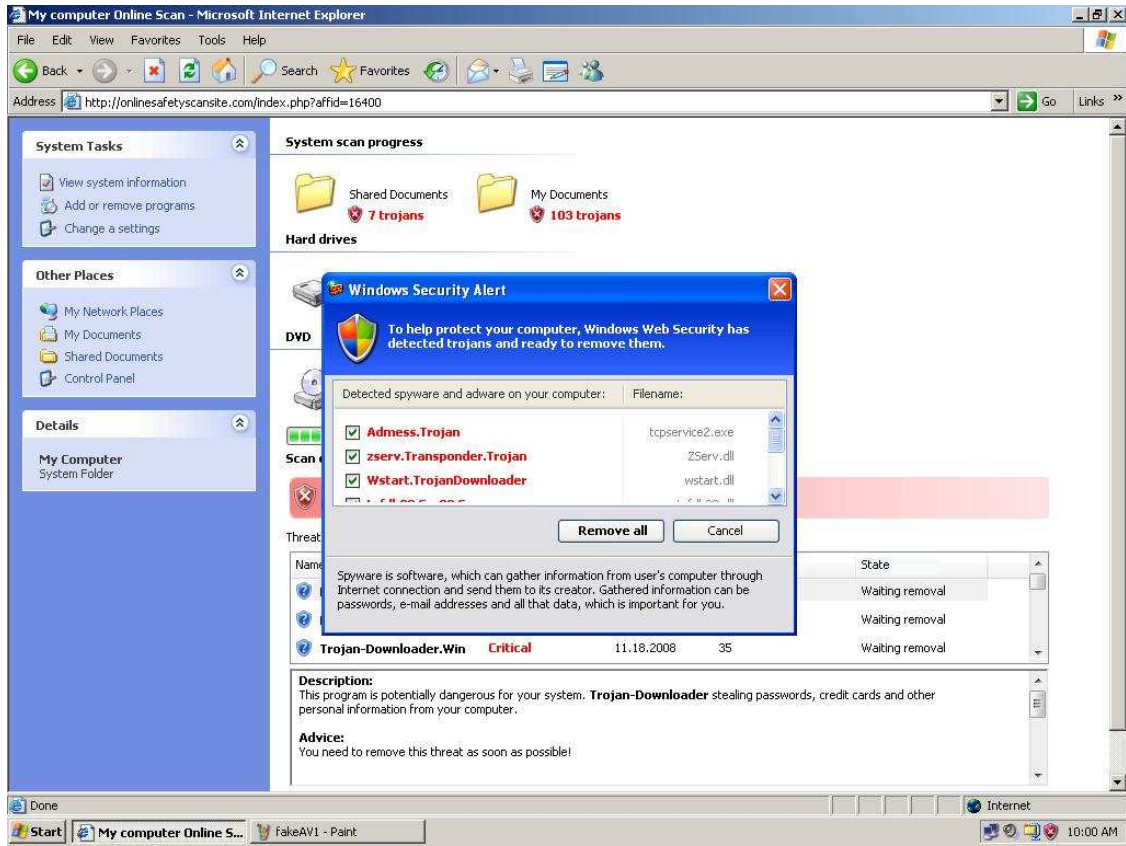 My computer Online Scan - Microsoft Internet Explorer
File Edit View Favorites Tools Help
Back Search Favorites
Address http://onlinesafetyscansite.com/index.php?affid=16400 Go Links »
System Tasks
View system information
Add or remove programs
Change a settings
Other Places
My Network Places
My Documents
Shared Documents
Control Panel
Details
My Computer
System Folder
System scan progress
Shared Documents
7 trojans
My Documents
103 trojans
Hard drives
DVD
Scan
Threat
Name
State
Waiting removal
Waiting removal
Trojan-Downloader.Win Critical 11.18.2008 35 Waiting removal
Description:
This program is potentially dangerous for your system. Trojan-Downloader stealing passwords, credit cards and other
personal information from your computer.
Advice:
You need to remove this threat as soon as possible!
Windows Security Alert
To help protect your computer, Windows Web Security has
detected trojans and ready to remove them.
Detected spyware and adware on your computer: Filename:
Admess.Trojan tcpservice2.exe
zserv.Transponder.Trojan ZServ.dll
Wstart.TrojanDownloader wstart.dll
Remove all Cancel
Spyware is software, which can gather information from user's computer through
Internet connection and send them to its creator. Gathered information can be
passwords, e-mail addresses and all that data, which is important for you.
Done Internet
Start My computer Online S... fakeAV1 - Paint 10:00 AM